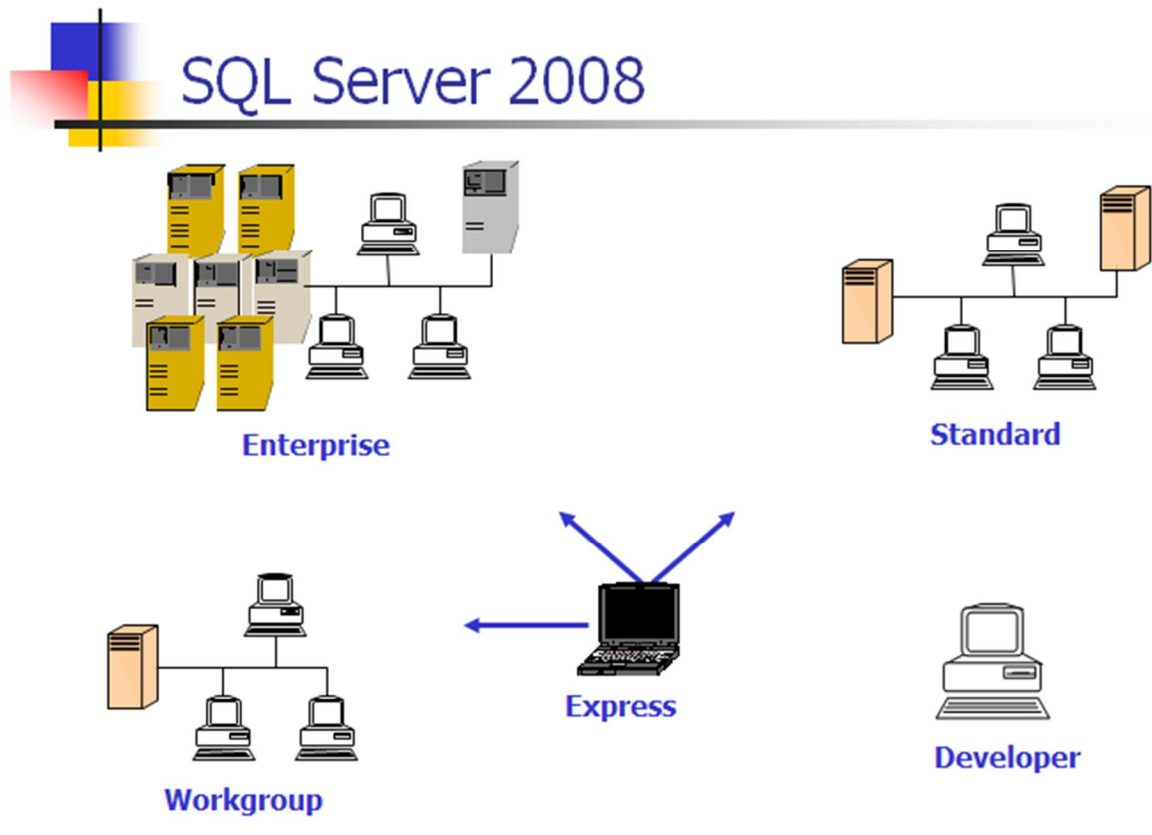 SQL Server 2008
Enterprise
Standard
Express
Developer
Workgroup